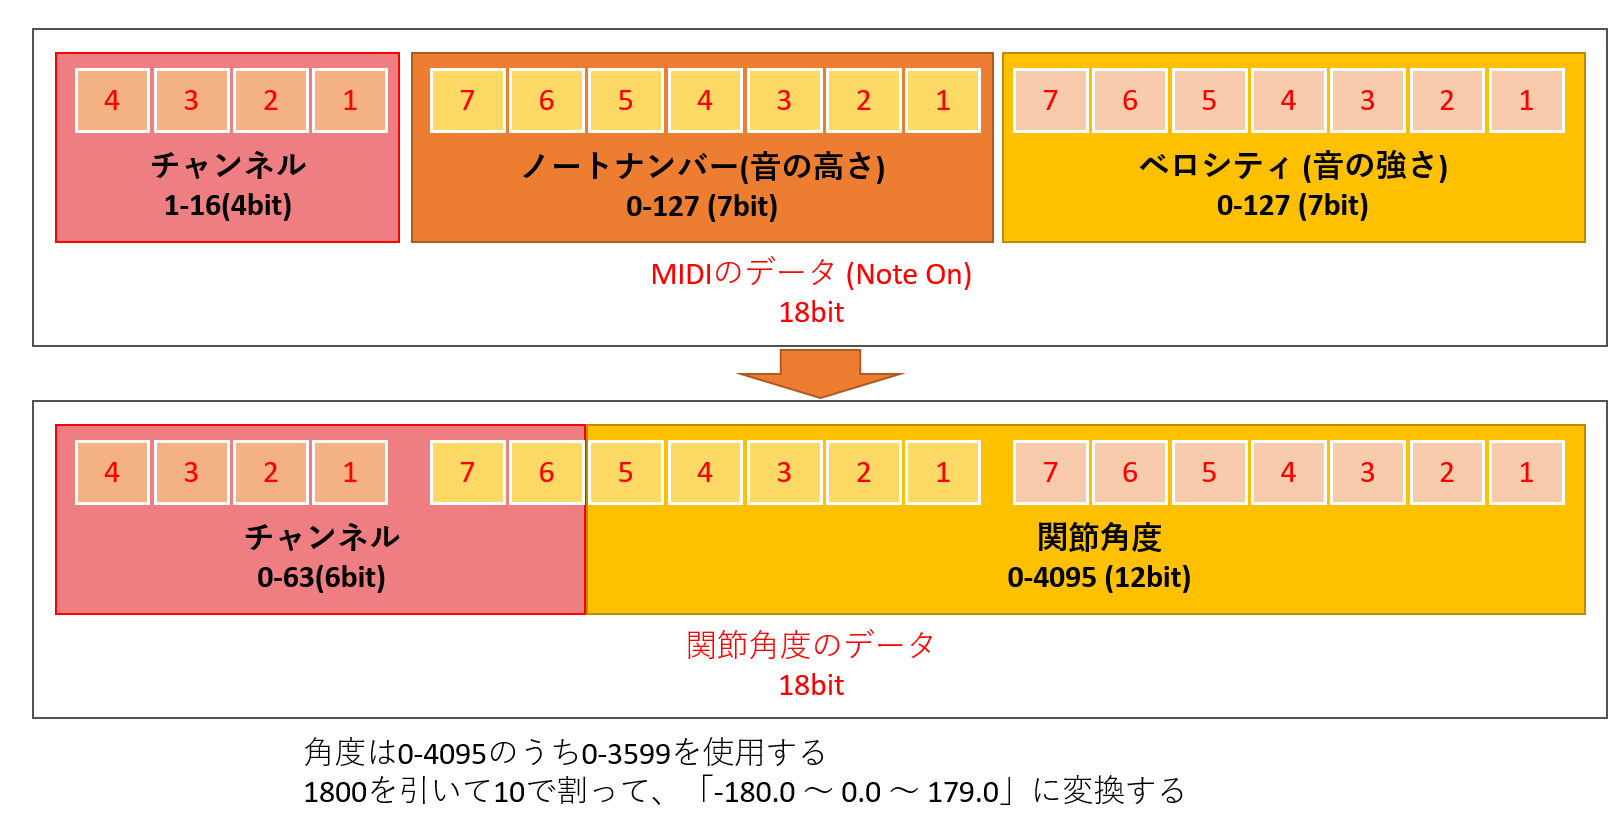 4 3 2 1 7 6 5 4 3 2 1 7 6 5 4 3 2 1
チャンネル
1-16(4bit)
ノートナンバー(音の高さ)
0-127 (7bit)
ベロシティ (音の強さ)
0-127 (7bit)
MIDIのデータ (Note On)
18bit
4 3 2 1 7 6 5 4 3 2 1 7 6 5 4 3 2 1
チャンネル
0-63(6bit)
関節角度
0-4095 (12bit)
関節角度のデータ
18bit
角度は0-4095のうち0-3599を使用する
1800を引いて10で割って、「-180.0 ～ 0.0 ～ 179.0」に変換する